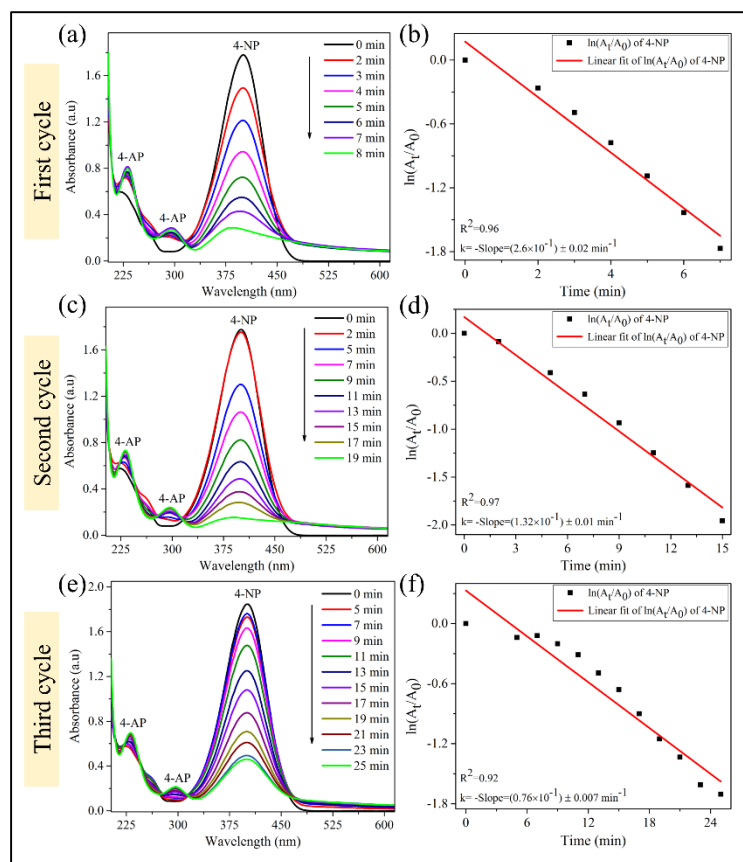 First cycle
(a)
4-NP
4-AP
4-AP
0 min
2 min
3 min
4 min
5 min
6 min
7 min
8 min
Absorbance (a.u)
1.8
1.2
0.6
0.0
225 300 375 450 525 600
Wavelength (nm)
(b)
ln(At/A0) of 4-NP
Linear fit of ln(At/A0) of 4-NP
ln(At/A0)
0.0
-0.6
-1.2
-1.8
R²=0.96
k= -Slope=(2.6×10⁻¹) ± 0.02 min⁻¹
0 2 4 6
Time (min)
Second cycle
(c)
4-NP
4-AP
4-AP
0 min
2 min
5 min
7 min
9 min
11 min
13 min
15 min
17 min
19 min
Absorbance (a.u)
2.0
1.6
1.2
0.8
0.4
0.0
225 300 375 450 525 600
Wavelength (nm)
(d)
ln(At/A0) of 4-NP
Linear fit of ln(At/A0) of 4-NP
ln(At/A0)
0.0
-0.5
-1.0
-1.5
-2.0
R²=0.97
k= -Slope=(1.32×10⁻¹) ± 0.01 min⁻¹
0 3 6 9 12 15
Time (min)
Third cycle
(e)
4-NP
4-AP
4-AP
0 min
5 min
7 min
9 min
11 min
13 min
15 min
17 min
19 min
21 min
23 min
25 min
Absorbance (a.u)
2.0
1.6
1.2
0.8
0.4
0.0
225 300 375 450 525 600
Wavelength (nm)
(f)
ln(At/A0) of 4-NP
Linear fit of ln(At/A0) of 4-NP
ln(At/A0)
0.0
-0.6
-1.2
-1.8
R²=0.92
k= -Slope=(0.76×10⁻¹) ± 0.007 min⁻¹
0 6 12 18 24
Time (min)